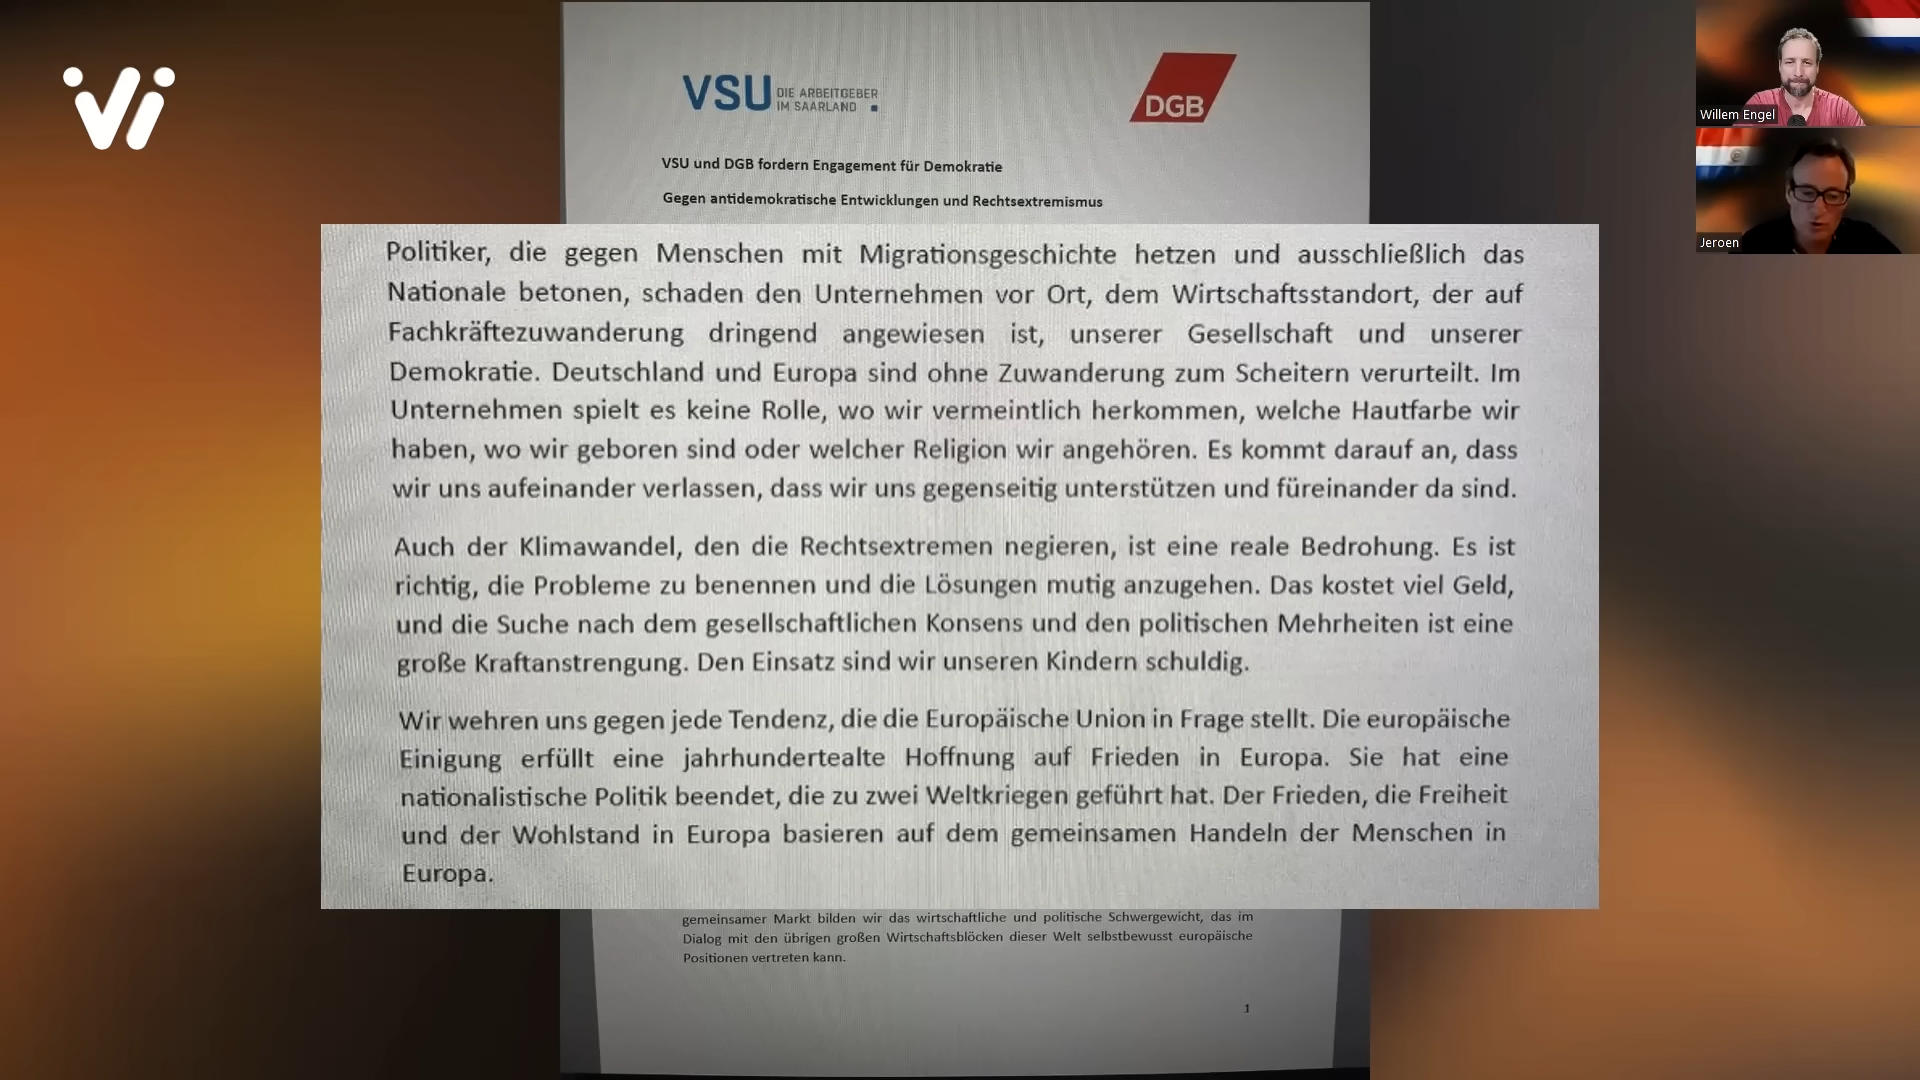 VSU DIE ARBEITGEBER
IM SAARLAND
DGB
VSU und DGB fordern Engagement für Demokratie
Gegen antidemokratische Entwicklungen und Rechtsextremismus
Politiker, die gegen Menschen mit Migrationsgeschichte hetzen und ausschließlich das
Nationale betonen, schaden den Unternehmen vor Ort, dem Wirtschaftsstandort, der auf
Fachkräftezuwanderung dringend angewiesen ist, unserer Gesellschaft und unserer
Demokratie. Deutschland und Europa sind ohne Zuwanderung zum Scheitern verurteilt. Im
Unternehmen spielt es keine Rolle, wo wir vermeintlich herkommen, welche Hautfarbe wir
haben, wo wir geboren sind oder welcher Religion wir angehören. Es kommt darauf an, dass
wir uns aufeinander verlassen, dass wir uns gegenseitig unterstützen und füreinander da sind.
Auch der Klimawandel, den die Rechtsextremen negieren, ist eine reale Bedrohung. Es ist
richtig, die Probleme zu benennen und die Lösungen mutig anzugehen. Das kostet viel Geld,
und die Suche nach dem gesellschaftlichen Konsens und den politischen Mehrheiten ist eine
große Kraftanstrengung. Den Einsatz sind wir unseren Kindern schuldig.
Wir wehren uns gegen jede Tendenz, die die Europäische Union in Frage stellt. Die europäische
Einigung erfüllt eine jahrhundertealte Hoffnung auf Frieden in Europa. Sie hat eine
nationalistische Politik beendet, die zu zwei Weltkriegen geführt hat. Der Frieden, die Freiheit
und der Wohlstand in Europa basieren auf dem gemeinsamen Handeln der Menschen in
Europa.
gemeinsamer Markt bilden wir das wirtschaftliche und politische Schwergewicht, das im
Dialog mit den übrigen großen Wirtschaftsblöcken dieser Welt selbstbewusst europäische
Positionen vertreten kann.
1
Willem Engel
Jeroen